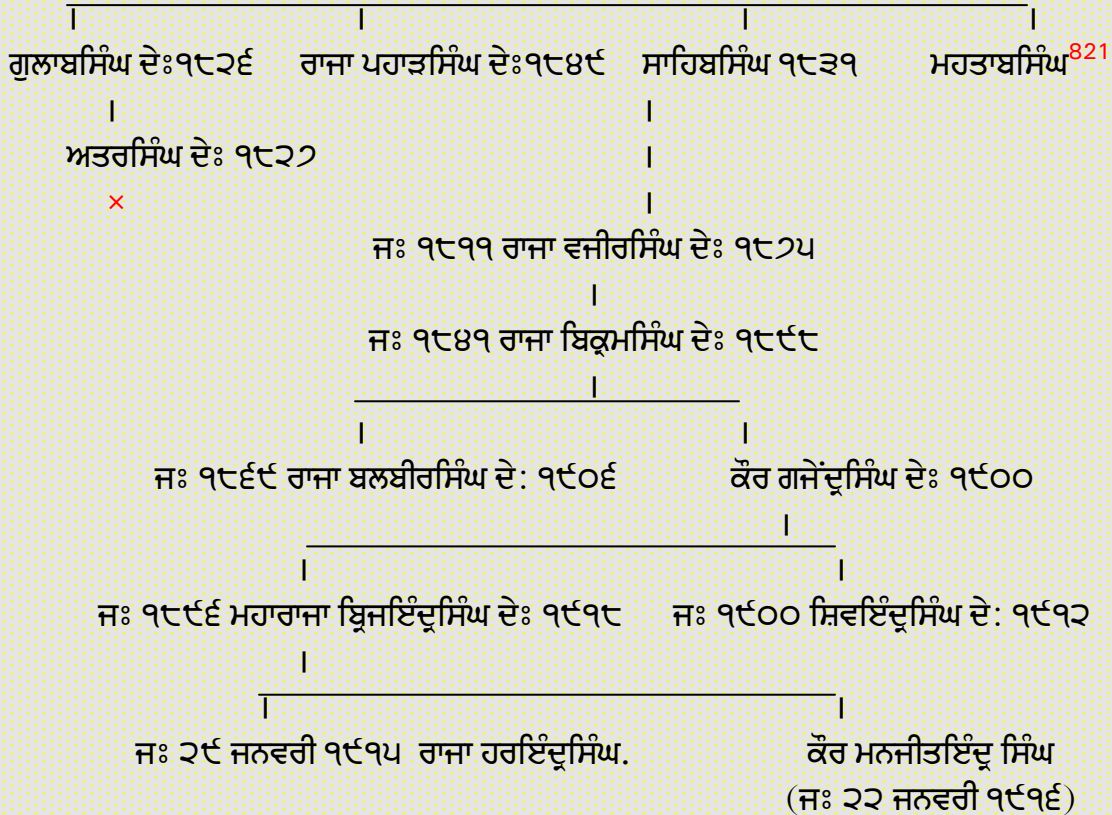 ਗੁਲਾਬਸਿੰਘ ਦੇਃ੧੮੨੬ ਰਾਜਾ ਪਹਾੜਸਿੰਘ ਦੇਃ੧੮੪੯ ਸਾਹਿਬਸਿੰਘ ੧੮੩੧ ਮਹਤਾਬਸਿੰਘ821
ਅਤਰਸਿੰਘ ਦੇਃ ੧੮੨੭
×
ਜਃ ੧੮੧੧ ਰਾਜਾ ਵਜੀਰਸਿੰਘ ਦੇਃ ੧੮੭੫
ਜਃ ੧੮੪੧ ਰਾਜਾ ਬਿਕ੍ਰਮਸਿੰਘ ਦੇਃ ੧੮੯੮
ਜਃ ੧੮੬੯ ਰਾਜਾ ਬਲਬੀਰਸਿੰਘ ਦੇ: ੧੯੦੬ ਕੌਰ ਗਜੇਂਦ੍ਰਸਿੰਘ ਦੇਃ ੧੯੦੦
ਜਃ ੧੮੯੬ ਮਹਾਰਾਜਾ ਬ੍ਰਿਜਇੰਦ੍ਰਸਿੰਘ ਦੇਃ ੧੯੧੮ ਜਃ ੧੯੦੦ ਸ਼ਿਵਇੰਦ੍ਰਸਿੰਘ ਦੇ: ੧੯੧੨
ਜਃ ੨੯ ਜਨਵਰੀ ੧੯੧੫ ਰਾਜਾ ਹਰਇੰਦ੍ਰਸਿੰਘ. ਕੌਰ ਮਨਜੀਤਇੰਦ੍ਰ ਸਿੰਘ
(ਜਃ ੨੨ ਜਨਵਰੀ ੧੯੧੬)